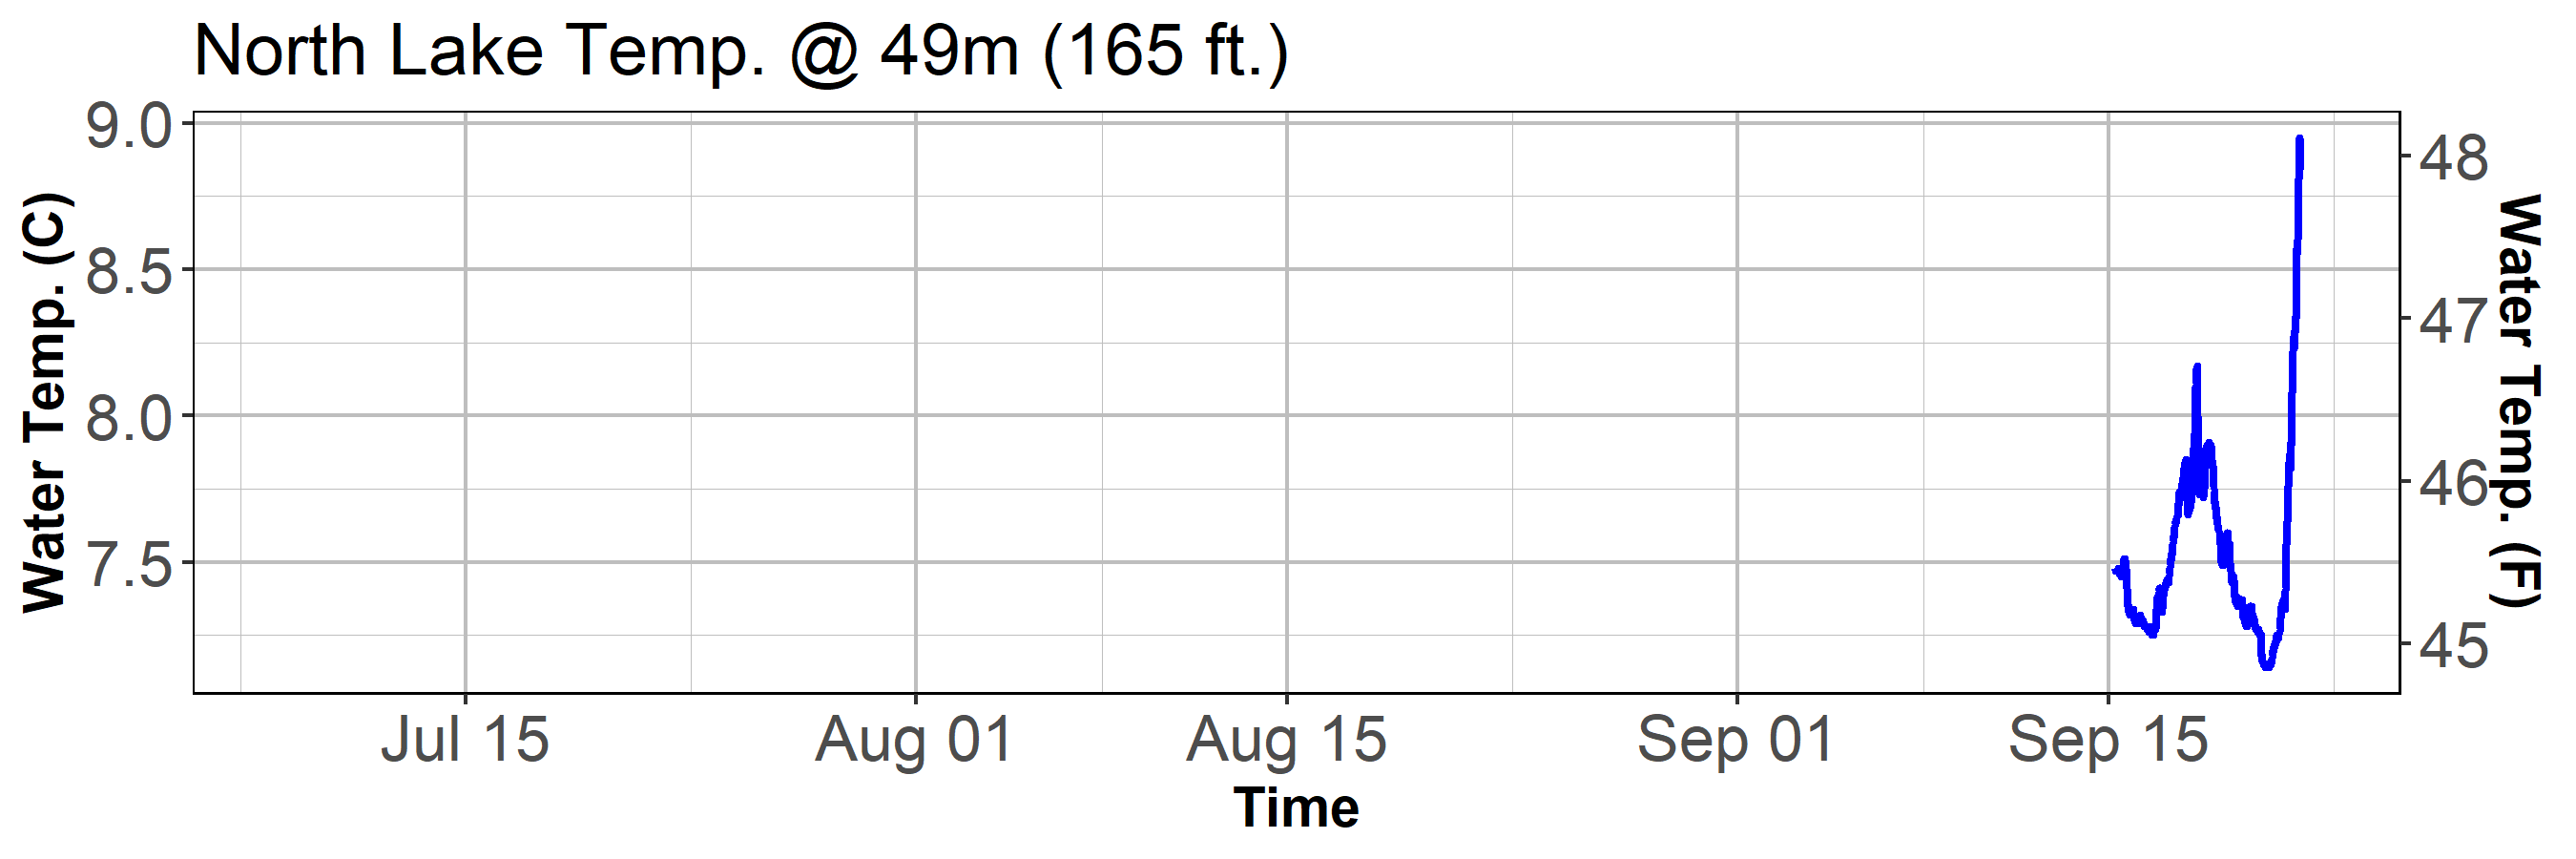 North Lake Temp. @ 49m (165 ft.)
Water Temp. (C)
9.0
8.5
8.0
7.5
48
47
46
45
Water Temp. (F)
Jul 15 Aug 01 Aug 15 Sep 01 Sep 15
Time